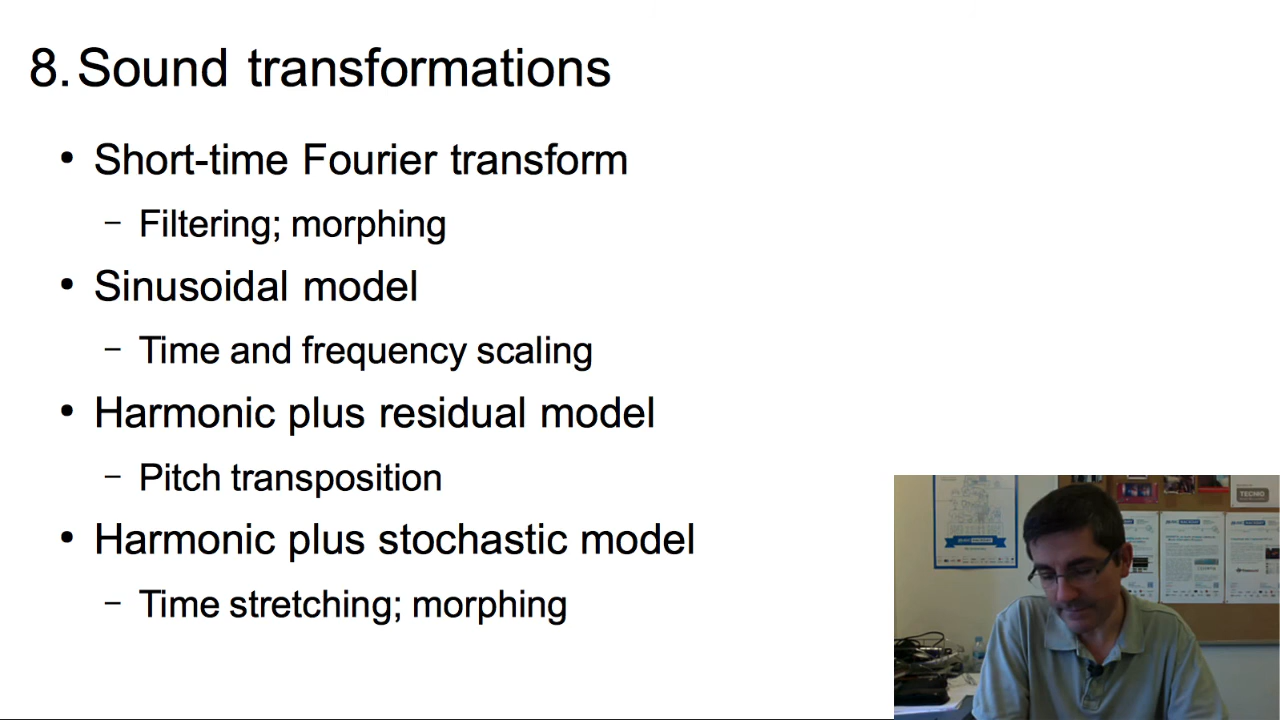 8. Sound transformations
• Short-time Fourier transform
– Filtering; morphing
• Sinusoidal model
– Time and frequency scaling
• Harmonic plus residual model
– Pitch transposition
• Harmonic plus stochastic model
– Time stretching; morphing
TECNIO